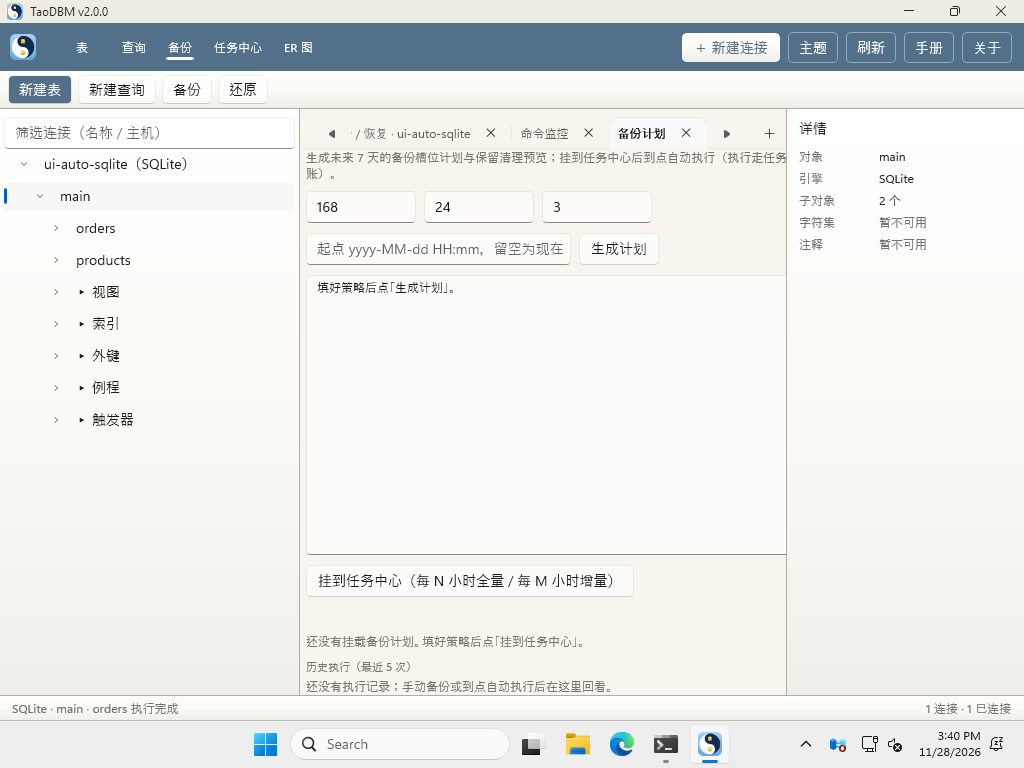 TaoDBM v2.0.0
表 查询 备份 任务中心 ER 图
+ 新建连接 主题 刷新 手册 关于
新建表 新建查询 备份 还原
筛选连接（名称 / 主机）
ui-auto-sqlite（SQLite）
main
orders
products
视图
索引
外键
例程
触发器
/ 恢复 · ui-auto-sqlite 命令监控 备份计划
生成未来 7 天的备份槽位计划与保留清理预览；挂到任务中心后到点自动执行（执行走任务
账）。
168 24 3
起点 yyyy-MM-dd HH:mm，留空为现在 生成计划
填好策略后点「生成计划」。
挂到任务中心（每 N 小时全量 / 每 M 小时增量）
还没有挂载备份计划。填好策略后点「挂到任务中心」。
历史执行（最近 5 次）
还没有执行记录；手动备份或到点自动执行后在这里回看。
详情
对象 main
引擎 SQLite
子对象 2 个
字符集 暂不可用
注释 暂不可用
SQLite · main · orders 执行完成
1 连接 · 1 已连接
Search
3:40 PM
11/28/2026